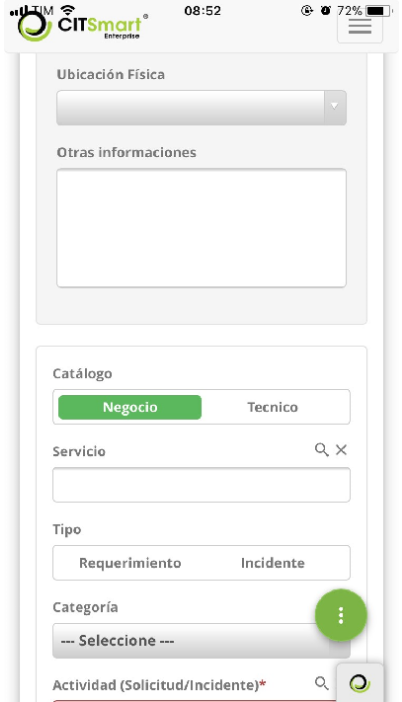 TIM 08:52 72%
CITSmart®
Enterprise
Ubicación Física
Otras informaciones
Catálogo
Negocio Tecnico
Servicio
Tipo
Requerimiento Incidente
Categoría
--- Seleccione ---
Actividad (Solicitud/Incidente)*